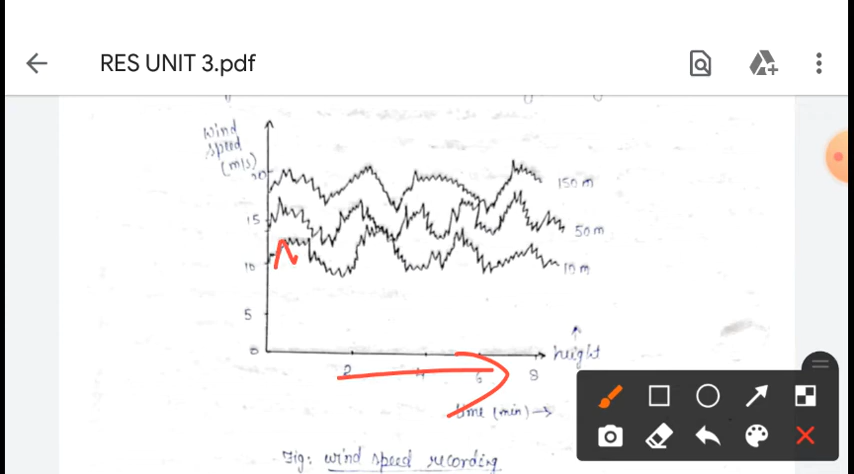 RES UNIT 3.pdf
Wind
speed
(m/s)
20
150 m
15
50 m
10
10 m
5
0
height
2 4 6 8
time (min) →
Fig: wind speed recording